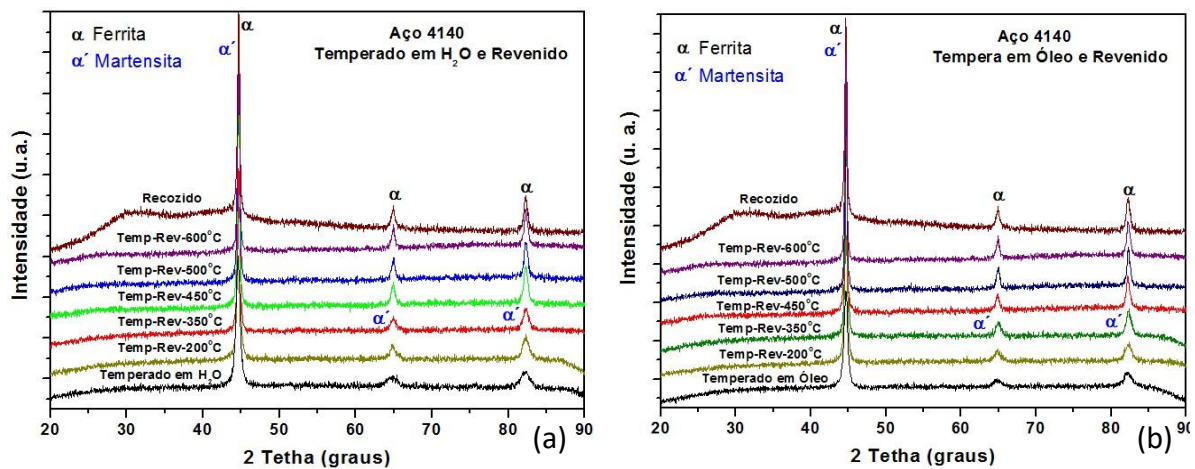 α Ferrita
α´ Martensita
α
α´
Aço 4140
Temperado em H2O e Revenido
α
α
Recozido
Temp-Rev-600°C
Temp-Rev-500°C
Temp-Rev-450°C
α´
α´
Temp-Rev-350°C
Temp-Rev-200°C
Temperado em H2O
Intensidade (u.a.)
20 30 40 50 60 70 80 90
2 Tetha (graus)
(a)
α Ferrita
α´ Martensita
α
α´
Aço 4140
Tempera em Óleo e Revenido
α
α
Recozido
Temp-Rev-600°C
Temp-Rev-500°C
Temp-Rev-450°C
α´
α´
Temp-Rev-350°C
Temp-Rev-200°C
Temperado em Óleo
Intensidade (u. a.)
20 30 40 50 60 70 80 90
2 Tetha (graus)
(b)